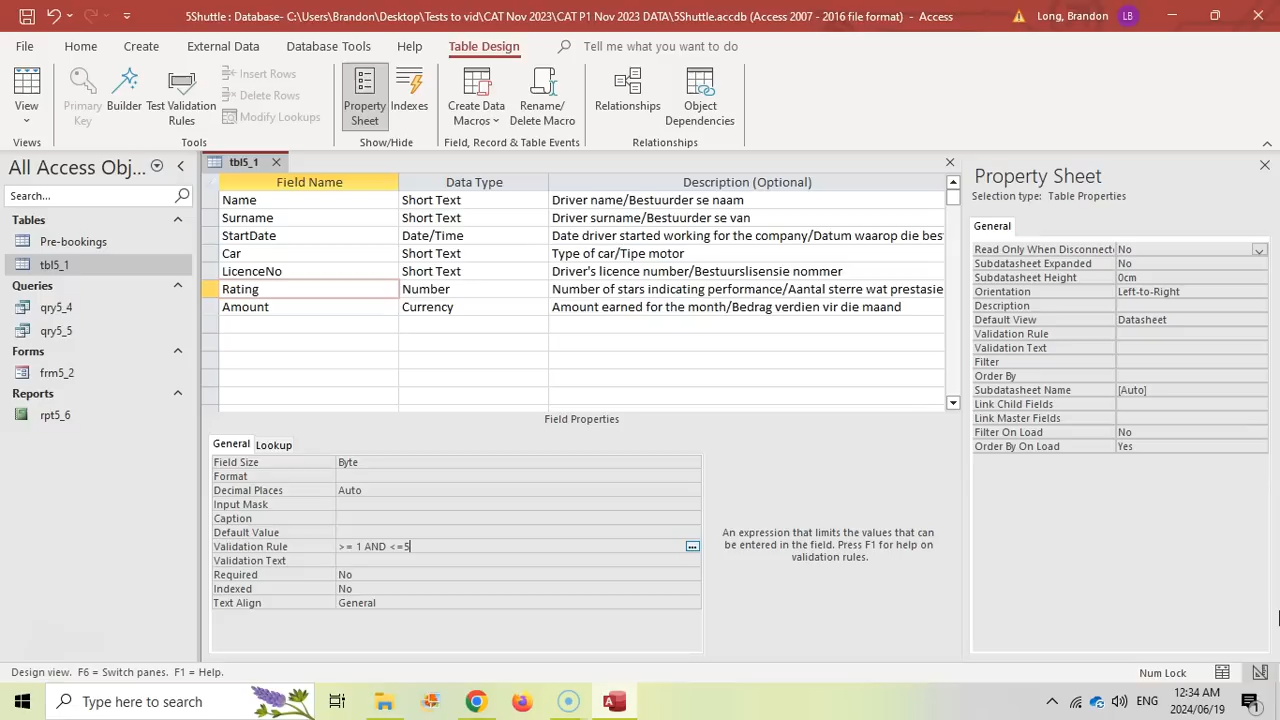 5Shuttle : Database- C:\Users\Brandon\Desktop\Tests to vid\CAT Nov 2023\CAT P1 Nov 2023 DATA\5Shuttle.accdb (Access 2007 - 2016 file format) - Access
Long, Brandon
LB
File
Home
Create
External Data
Database Tools
Help
Table Design
Tell me what you want to do
View
Primary Key
Builder
Test Validation Rules
Insert Rows
Delete Rows
Modify Lookups
Property Sheet
Indexes
Create Data Macros
Rename/ Delete Macro
Relationships
Object Dependencies
Views
Tools
Show/Hide
Field, Record & Table Events
Relationships
All Access Obj...
Search...
Tables
Pre-bookings
tbl5_1
Queries
qry5_4
qry5_5
Forms
frm5_2
Reports
rpt5_6
tbl5_1
Field Name Data Type Description (Optional)
Name Short Text Driver name/Bestuurder se naam
Surname Short Text Driver surname/Bestuurder se van
StartDate Date/Time Date driver started working for the company/Datum waarop die bes
Car Short Text Type of car/Tipe motor
LicenceNo Short Text Driver's licence number/Bestuurslisensie nommer
Rating Number Number of stars indicating performance/Aantal sterre wat prestasie
Amount Currency Amount earned for the month/Bedrag verdien vir die maand
Field Properties
General Lookup
Field Size Byte
Format
Decimal Places Auto
Input Mask
Caption
Default Value
Validation Rule >= 1 AND <=5
Validation Text
Required No
Indexed No
Text Align General
An expression that limits the values that can
be entered in the field. Press F1 for help on
validation rules.
Property Sheet
Selection type: Table Properties
General
Read Only When Disconnect No
Subdatasheet Expanded No
Subdatasheet Height 0cm
Orientation Left-to-Right
Description
Default View Datasheet
Validation Rule
Validation Text
Filter
Order By
Subdatasheet Name [Auto]
Link Child Fields
Link Master Fields
Filter On Load No
Order By On Load Yes
Design view. F6 = Switch panes. F1 = Help.
Num Lock
Type here to search
12:34 AM
2024/06/19
1